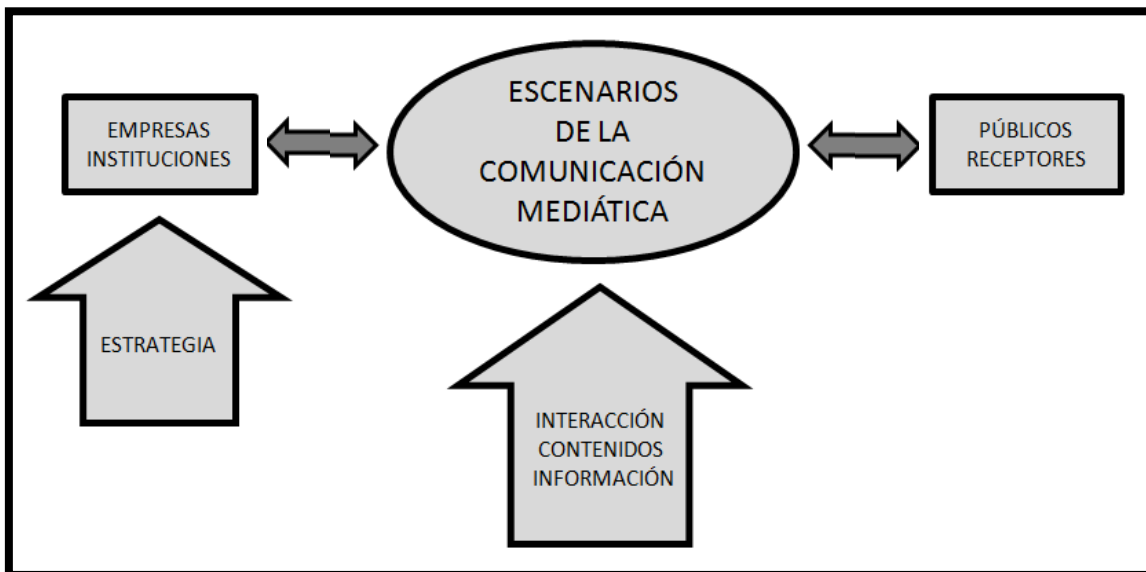 EMPRESAS
INSTITUCIONES
ESCENARIOS
DE LA
COMUNICACIÓN
MEDIÁTICA
PÚBLICOS
RECEPTORES
ESTRATEGIA
INTERACCIÓN
CONTENIDOS
INFORMACIÓN